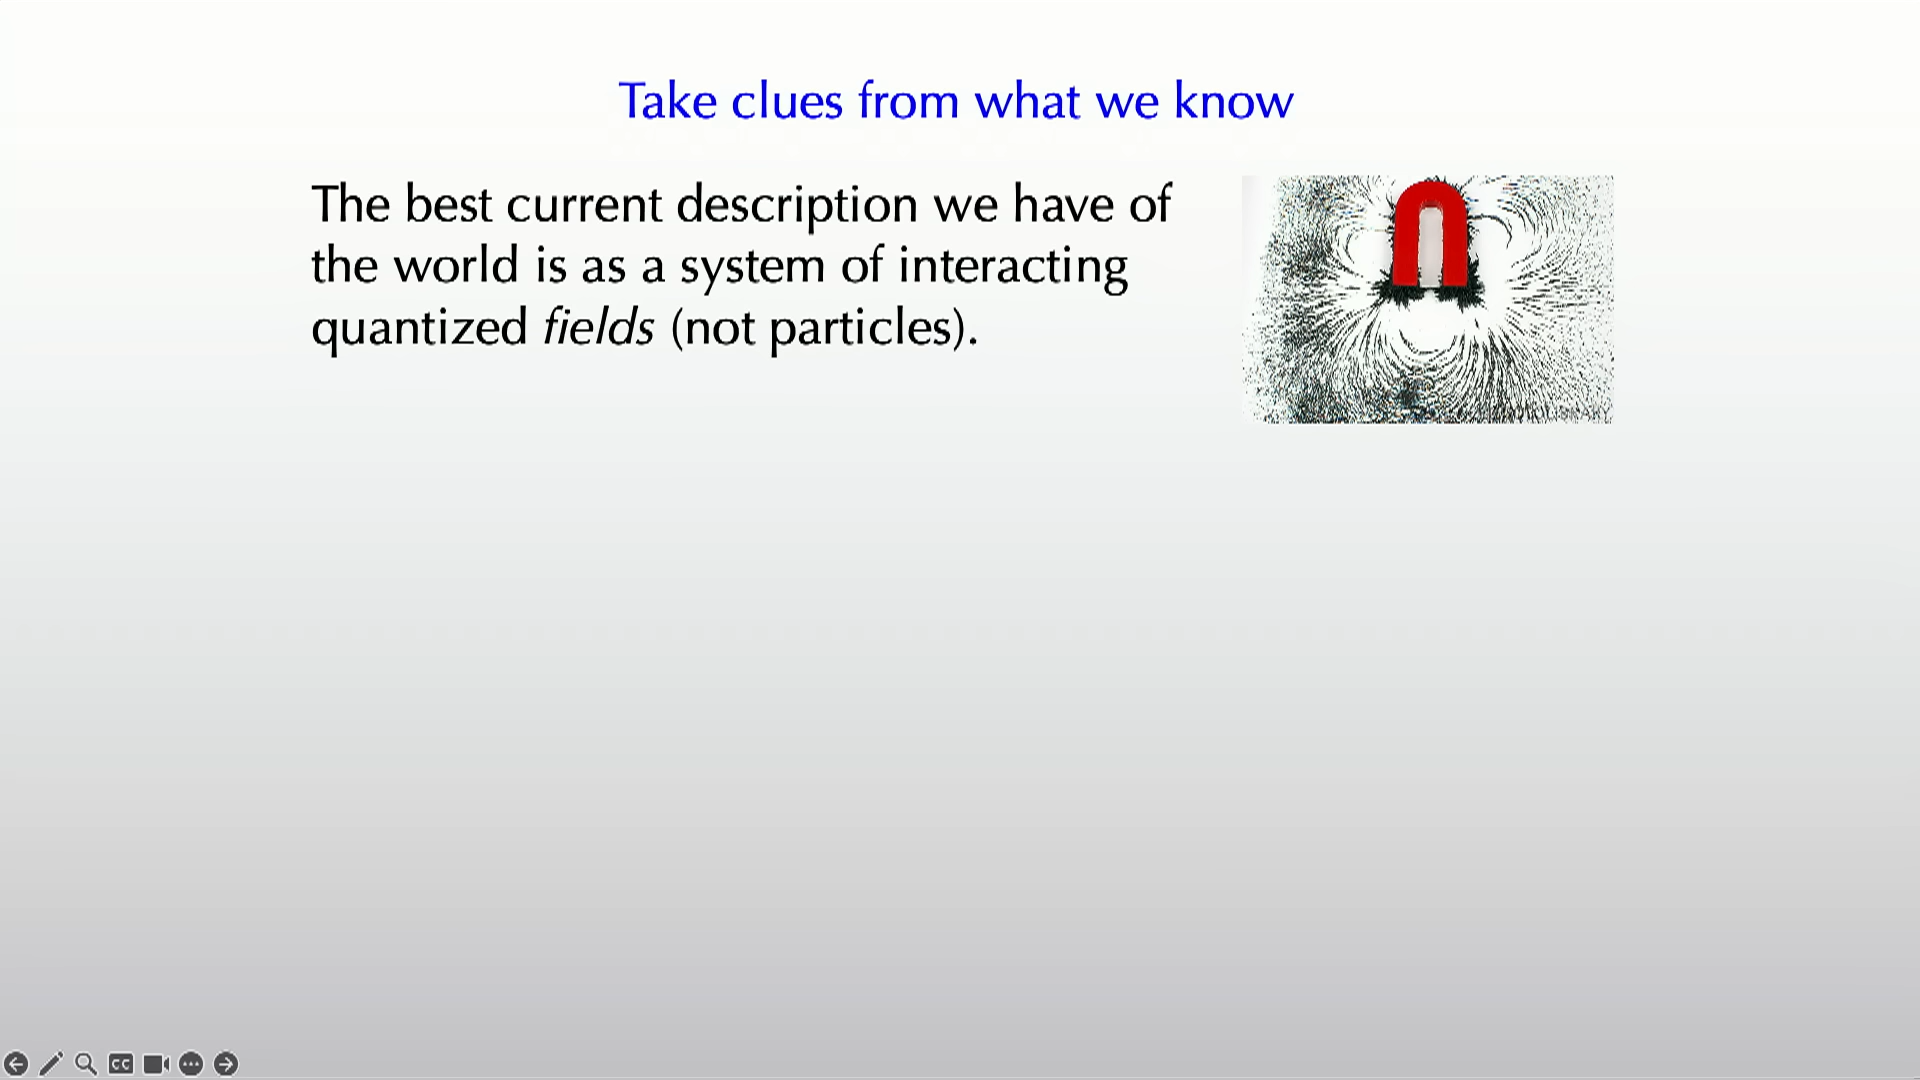 Take clues from what we know
The best current description we have of
the world is as a system of interacting
quantized fields (not particles).
CC